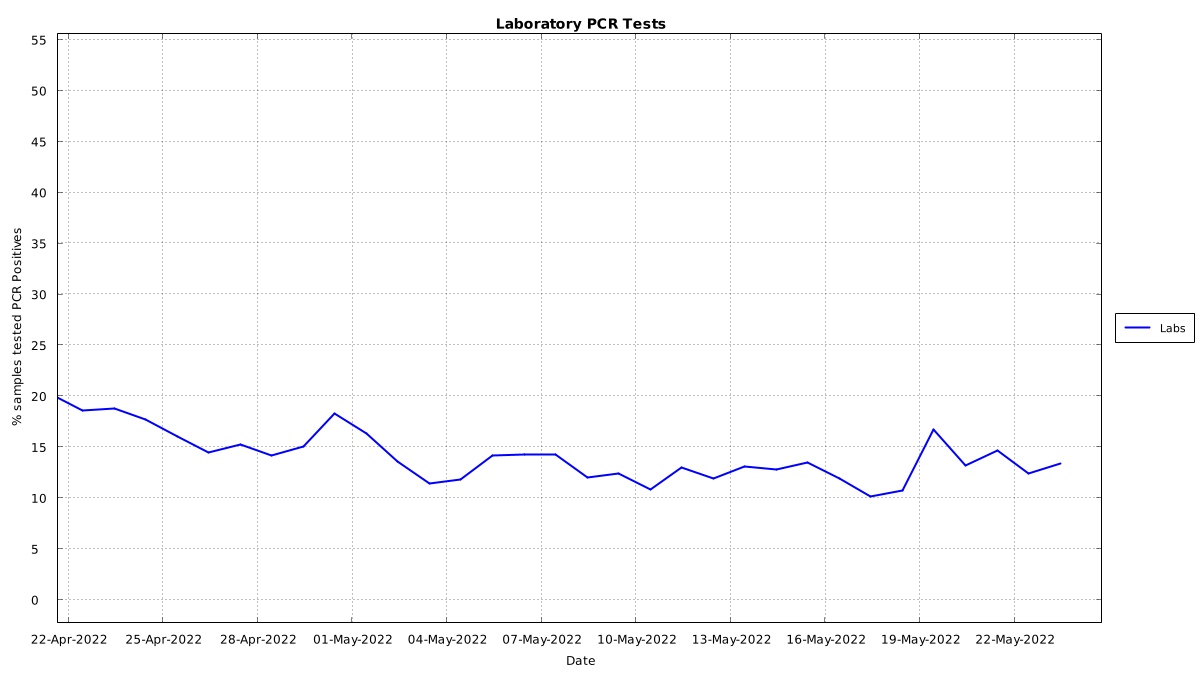 Laboratory PCR Tests
55
50
45
40
35
30
25
20
15
10
5
0
% samples tested PCR Positives
22-Apr-2022 25-Apr-2022 28-Apr-2022 01-May-2022 04-May-2022 07-May-2022 10-May-2022 13-May-2022 16-May-2022 19-May-2022 22-May-2022
Date
Labs